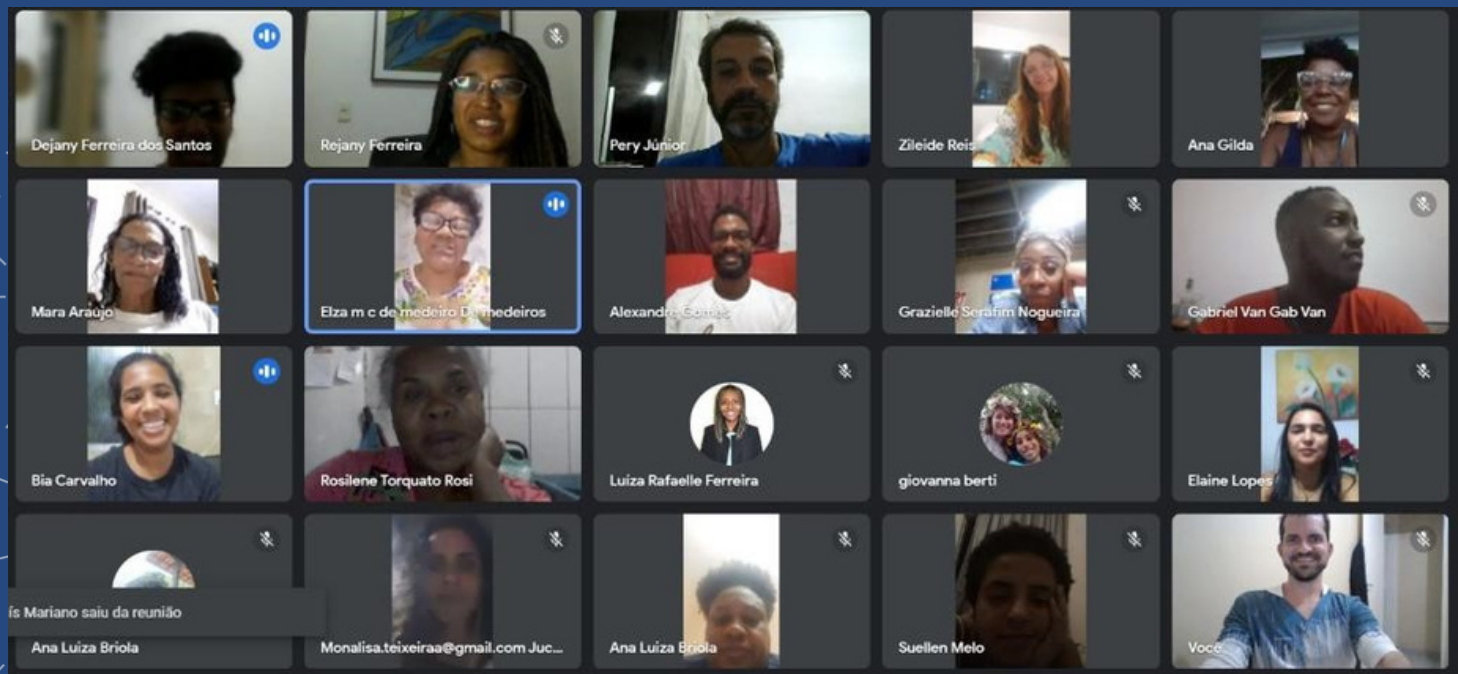 Dejany Ferreira dos Santos
Rejany Ferreira
Pery Júnior
Zileide Reis
Ana Gilda
Mara Araújo
Elza m c de medeiro De medeiros
Alexandre Gomes
Grazielle Serafim Nogueira
Gabriel Van Gab Van
Bia Carvalho
Rosilene Torquato Rosi
Luiza Rafaelle Ferreira
giovanna berti
Elaine Lopes
ís Mariano saiu da reunião
Ana Luiza Briola
Monalisa.teixeiraa@gmail.com Juc...
Ana Luiza Briola
Suellen Melo
Você